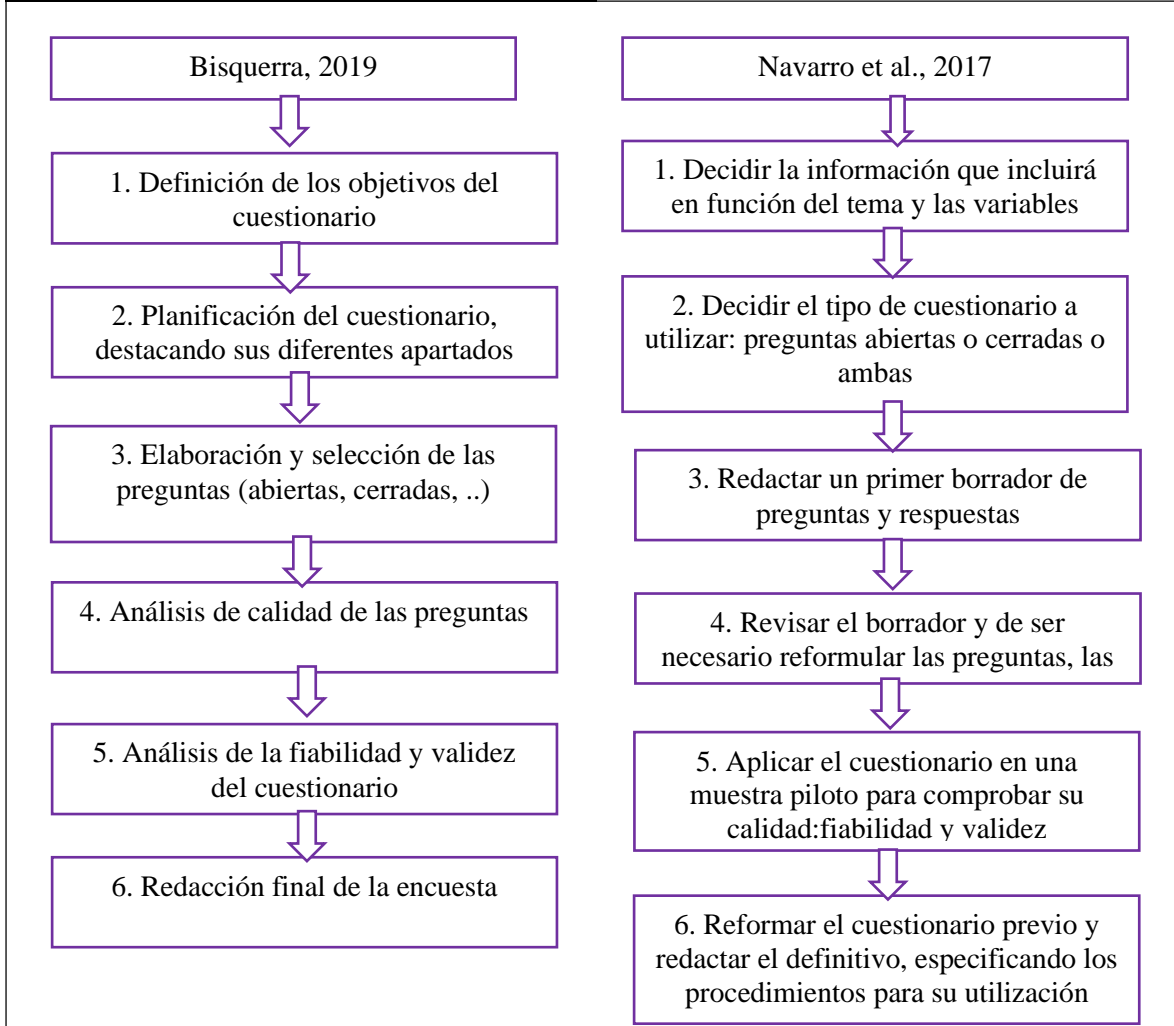 Bisquerra, 2019
1. Definición de los objetivos del
cuestionario
2. Planificación del cuestionario,
destacando sus diferentes apartados
3. Elaboración y selección de las
preguntas (abiertas, cerradas, ..)
4. Análisis de calidad de las preguntas
5. Análisis de la fiabilidad y validez
del cuestionario
6. Redacción final de la encuesta
Navarro et al., 2017
1. Decidir la información que incluirá
en función del tema y las variables
2. Decidir el tipo de cuestionario a
utilizar: preguntas abiertas o cerradas o
ambas
3. Redactar un primer borrador de
preguntas y respuestas
4. Revisar el borrador y de ser
necesario reformular las preguntas, las
5. Aplicar el cuestionario en una
muestra piloto para comprobar su
calidad:fiabilidad y validez
6. Reformar el cuestionario previo y
redactar el definitivo, especificando los
procedimientos para su utilización